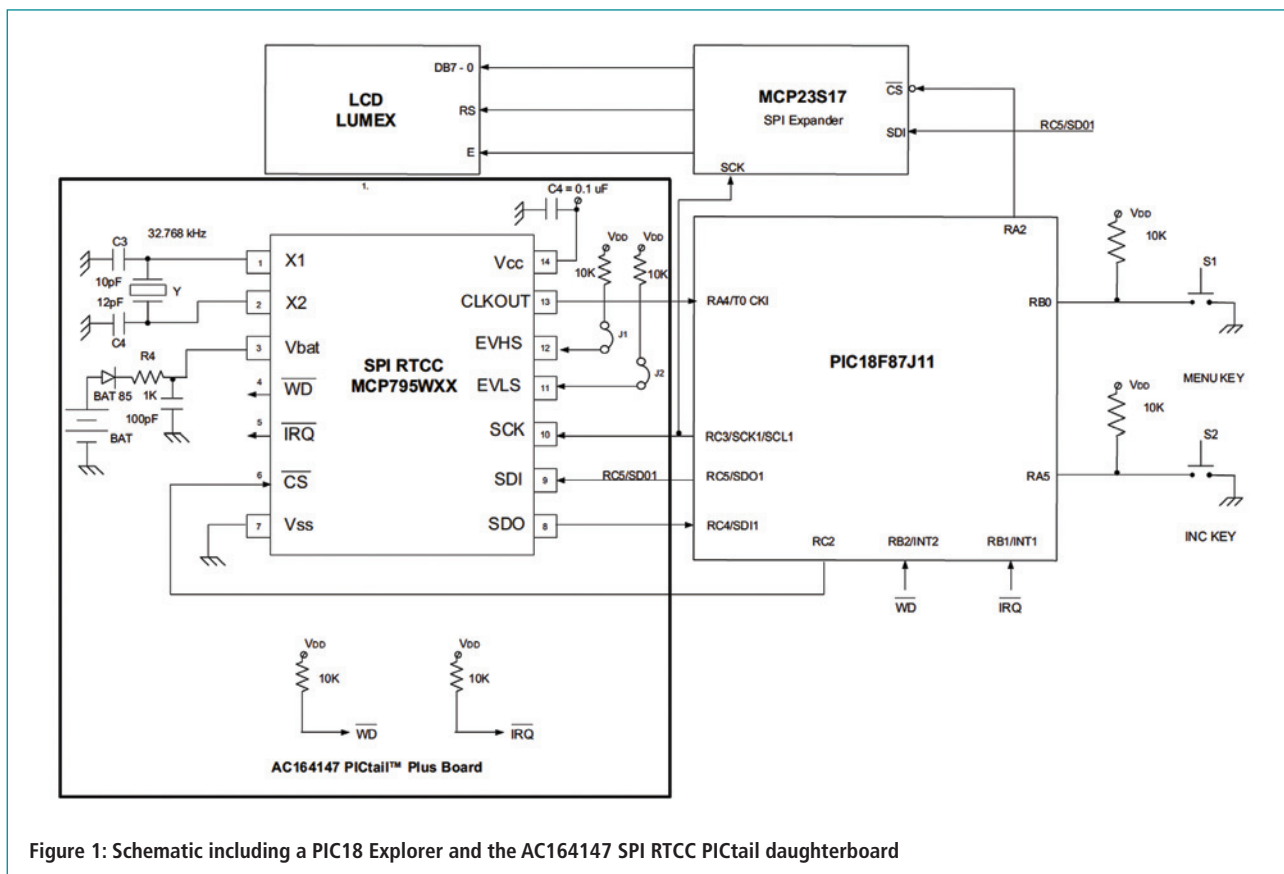 DB7 - 0
LCD
LUMEX
RS
E
MCP23S17
SPI Expander
CS
SDI
SCK
RC5/SD01
1.
C4 = 0.1 uF
C3
32.768 kHz
10pF
Y
12pF
C4
R4
BAT 85
1K
100pF
BAT
1
X1
2
X2
3
Vbat
4
WD
5
IRQ
6
CS
7
Vss
SPI RTCC
MCP795WXX
Vcc
14
CLKOUT
13
EVHS
12
EVLS
11
SCK
10
SDI
9
SDO
8
VDD
10K
J1
VDD
10K
J2
RC5/SD01
RA2
RA4/T0 CKI
RB0
PIC18F87J11
RC3/SCK1/SCL1
RC5/SDO1
RA5
RC4/SDI1
RC2
RB2/INT2
RB1/INT1
WD
IRQ
VDD
10K
S1
MENU KEY
VDD
10K
S2
INC KEY
VDD
10K
WD
VDD
10K
IRQ
AC164147 PICtail™ Plus Board
Figure 1: Schematic including a PIC18 Explorer and the AC164147 SPI RTCC PICtail daughterboard